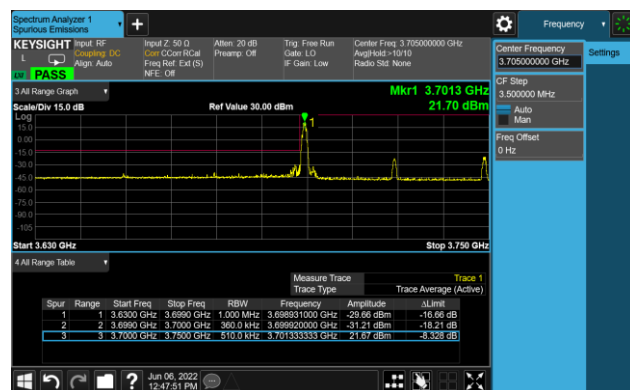 Spectrum Analyzer 1
Spurious Emissions
Frequency
KEYSIGHT Input: RF Input Z: 50 Ω Atten: 20 dB Trig: Free Run Center Freq: 3.705000000 GHz
L Coupling: DC Corr CCorr RCal Preamp: Off Gate: LO Avg|Hold:>10/10
Align: Auto Freq Ref: Ext (S) IF Gain: Low Radio Std: None
NFE: Off
PASS
Center Frequency
3.705000000 GHz
Settings
CF Step
3.500000 MHz
Auto
Man
Freq Offset
0 Hz
3 All Range Graph
Mkr1 3.7013 GHz
Scale/Div 15.0 dB Ref Value 30.00 dBm 21.70 dBm
Log
15.0
0.00
-15.0
-30.0
-45.0
-60.0
-75.0
-90.0
-105
1
Start 3.630 GHz Stop 3.750 GHz
4 All Range Table
Measure Trace Trace 1
Trace Type Trace Average (Active)
Spur Range Start Freq Stop Freq RBW Frequency Amplitude ΔLimit
1 1 3.6300 GHz 3.6990 GHz 1.000 MHz 3.698931000 GHz -29.66 dBm -16.66 dB
2 2 3.6990 GHz 3.7000 GHz 360.0 kHz 3.699920000 GHz -31.21 dBm -18.21 dB
3 3 3.7000 GHz 3.7500 GHz 510.0 kHz 3.701333333 GHz 21.67 dBm -8.328 dB
? Jun 06, 2022
12:47:51 PM